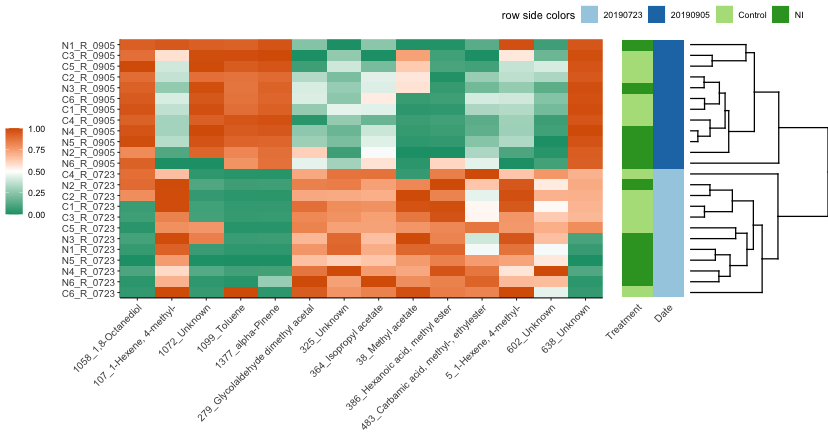 row side colors 20190723 20190905 Control NI
N1_R_0905
C3_R_0905
C5_R_0905
C2_R_0905
N3_R_0905
C6_R_0905
C1_R_0905
C4_R_0905
N4_R_0905
N5_R_0905
N2_R_0905
N6_R_0905
C4_R_0723
N2_R_0723
C2_R_0723
C1_R_0723
C3_R_0723
C5_R_0723
N3_R_0723
N1_R_0723
N5_R_0723
N4_R_0723
N6_R_0723
C6_R_0723
1.00
0.75
0.50
0.25
0.00
1058_1.8-Octanediol
107_1-Hexene, 4-methyl-
1072_Unknown
1099_Toluene
1377_alpha-Pinene
279_Glycolaldehyde dimethyl acetal
325_Unknown
364_Isopropyl acetate
38_Methyl acetate
386_Hexanoic acid, methyl ester
483_Carbamic acid, methyl-, ethylester
5_1-Hexene, 4-methyl-
602_Unknown
638_Unknown
Treatment
Date